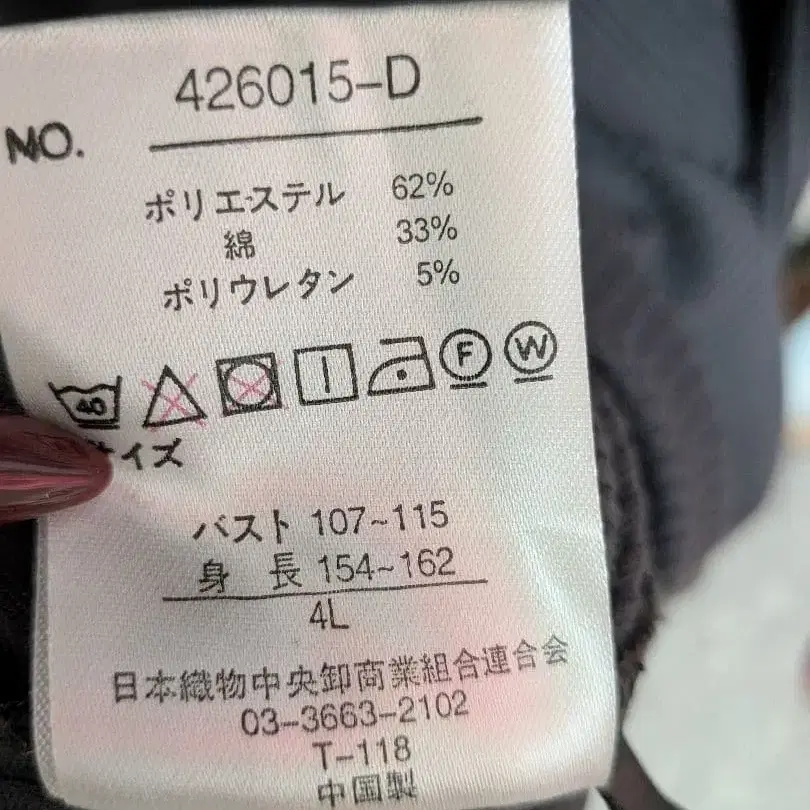 426015-D
NO.
ポリエステル 62%
綿 33%
ポリウレタン 5%
40 F W
サイズ
バスト 107~115
身 長 154~162
4L
日本織物中央卸商業組合連合会
03-3663-2102
T-118
中国製